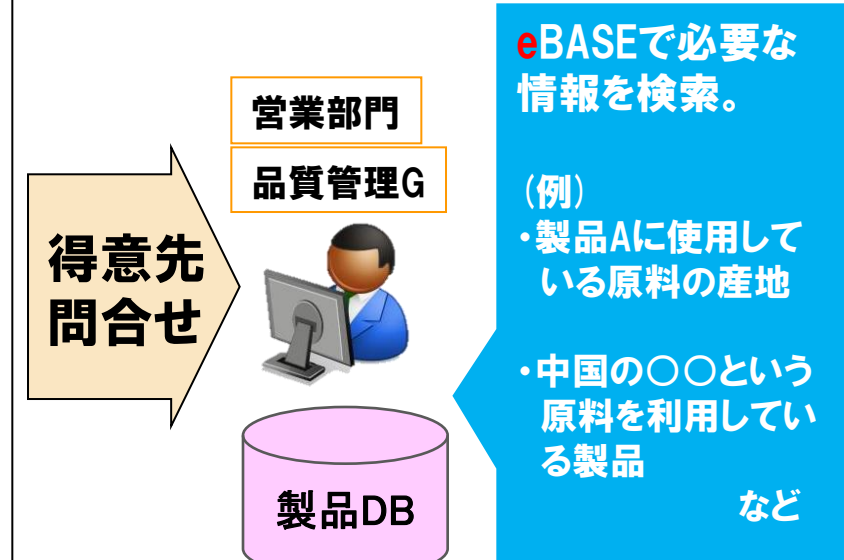 得意先
問合せ
営業部門
品質管理G
製品DB
eBASEで必要な
情報を検索。
(例)
・製品Aに使用して
いる原料の産地
・中国の〇〇という
原料を利用してい
る製品
など